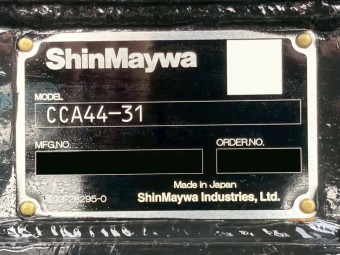 ShinMaywa
MODEL
CCA44-31
MFG.NO. ORDER.NO.
Made in Japan
ShinMaywa Industries, Ltd.